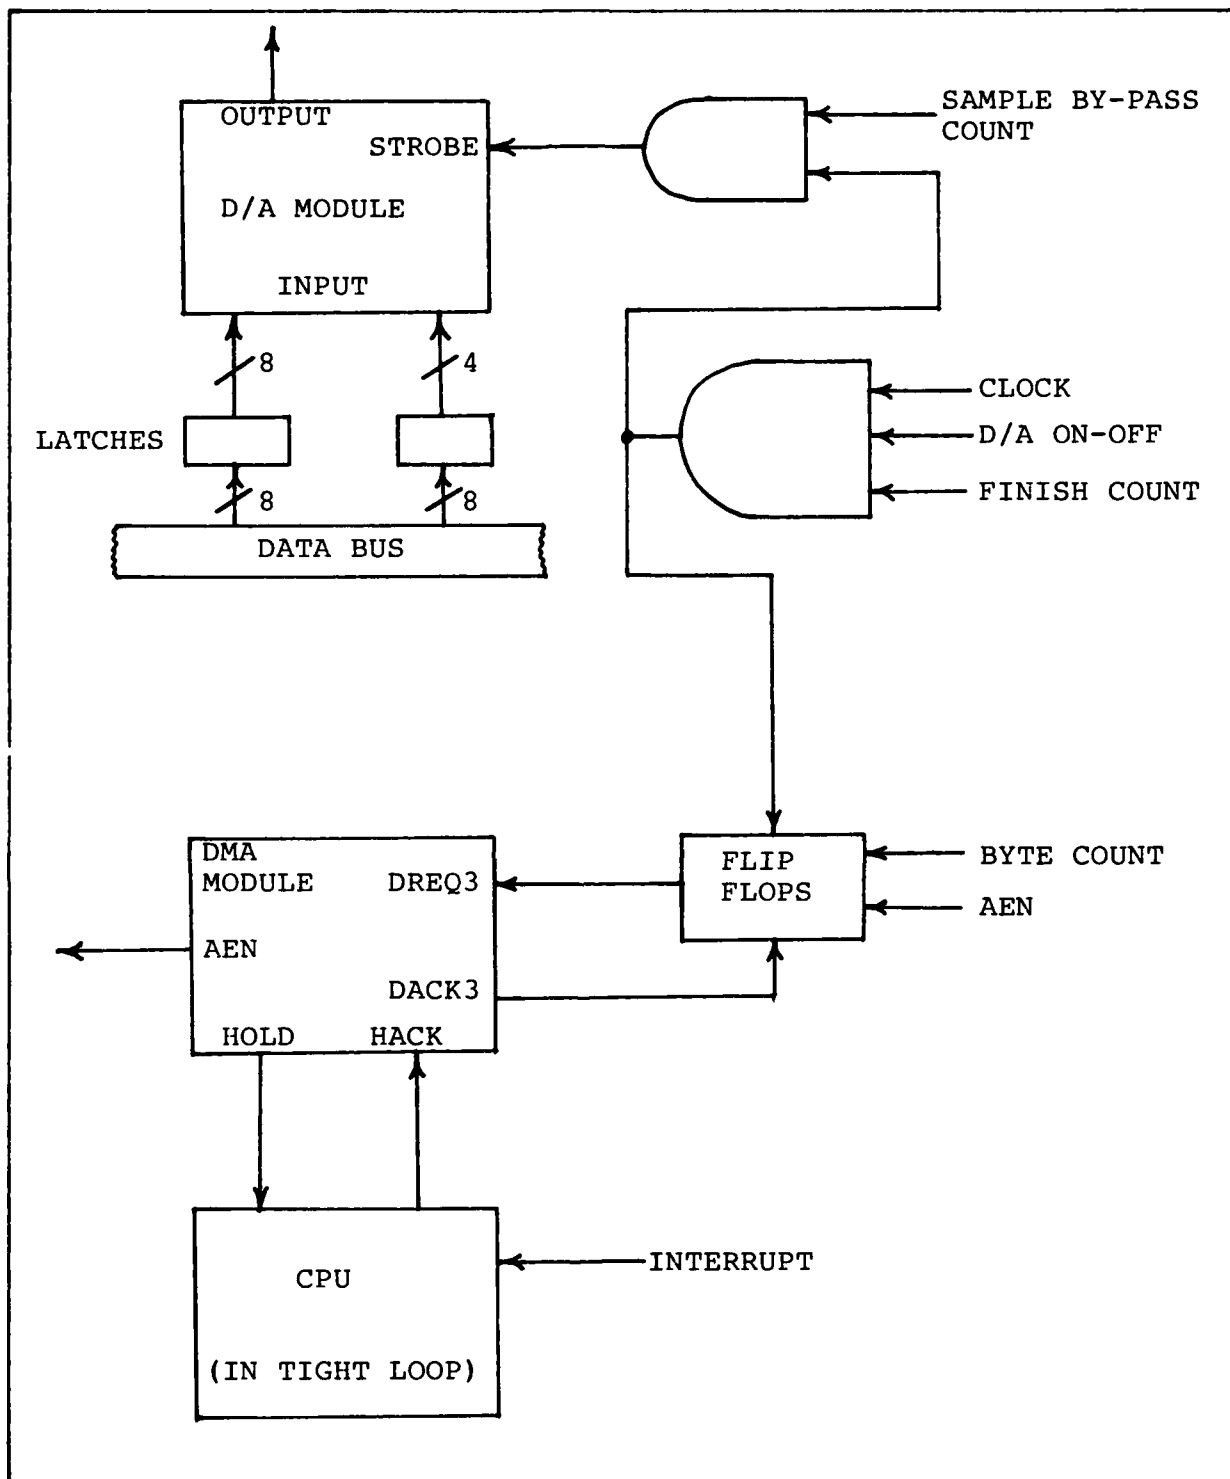 OUTPUT
STROBE
D/A MODULE
INPUT
SAMPLE BY-PASS
COUNT
8
4
LATCHES
8
8
DATA BUS
CLOCK
D/A ON-OFF
FINISH COUNT
DMA
MODULE
DREQ3
AEN
DACK3
HOLD
HACK
FLIP
FLOPS
BYTE COUNT
AEN
CPU
(IN TIGHT LOOP)
INTERRUPT